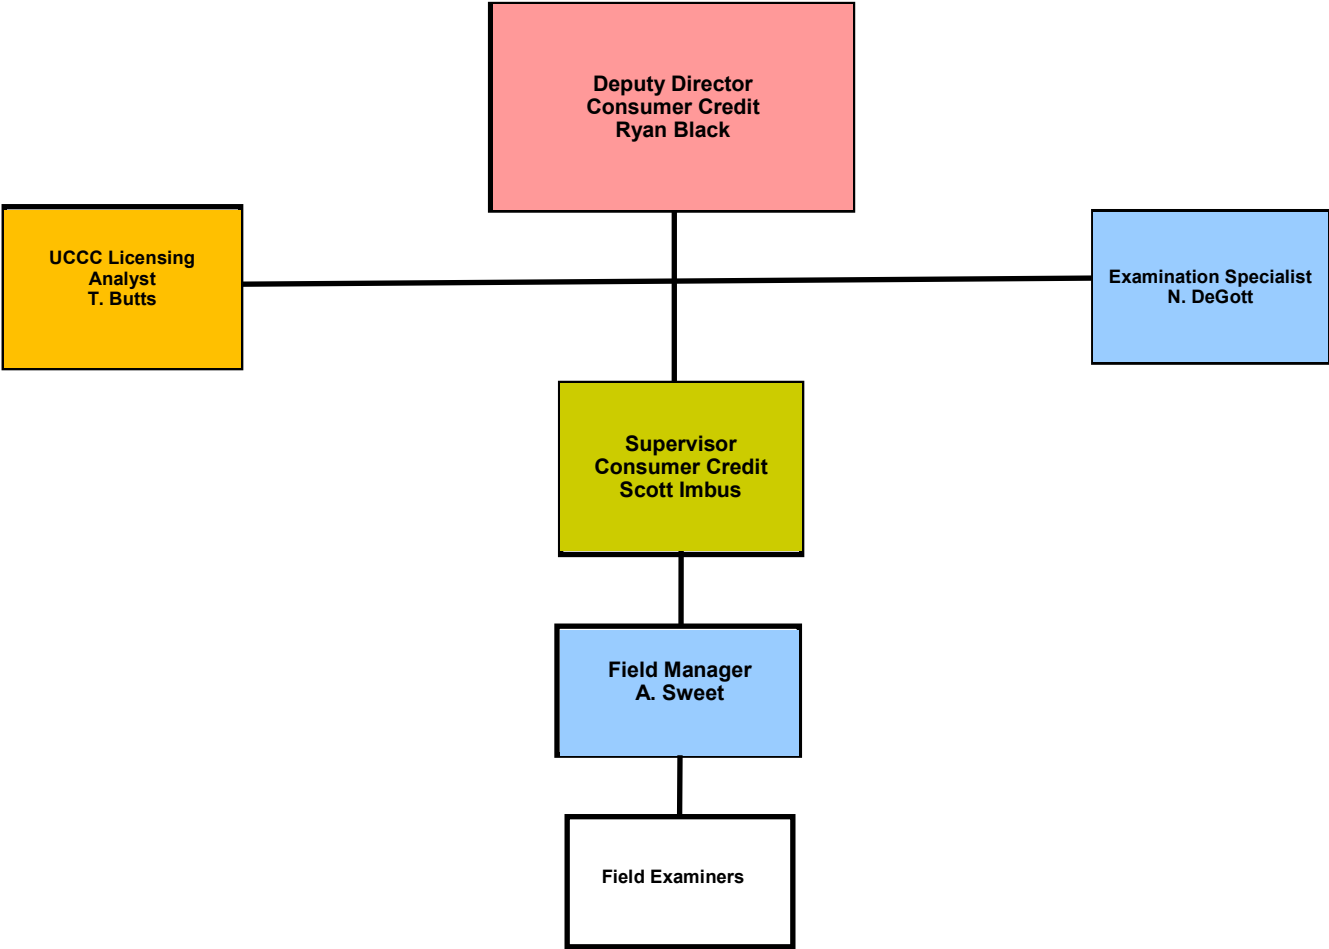 Deputy Director
Consumer Credit
Ryan Black
UCCC Licensing
Analyst
T. Butts
Examination Specialist
N. DeGott
Supervisor
Consumer Credit
Scott Imbus
Field Manager
A. Sweet
Field Examiners